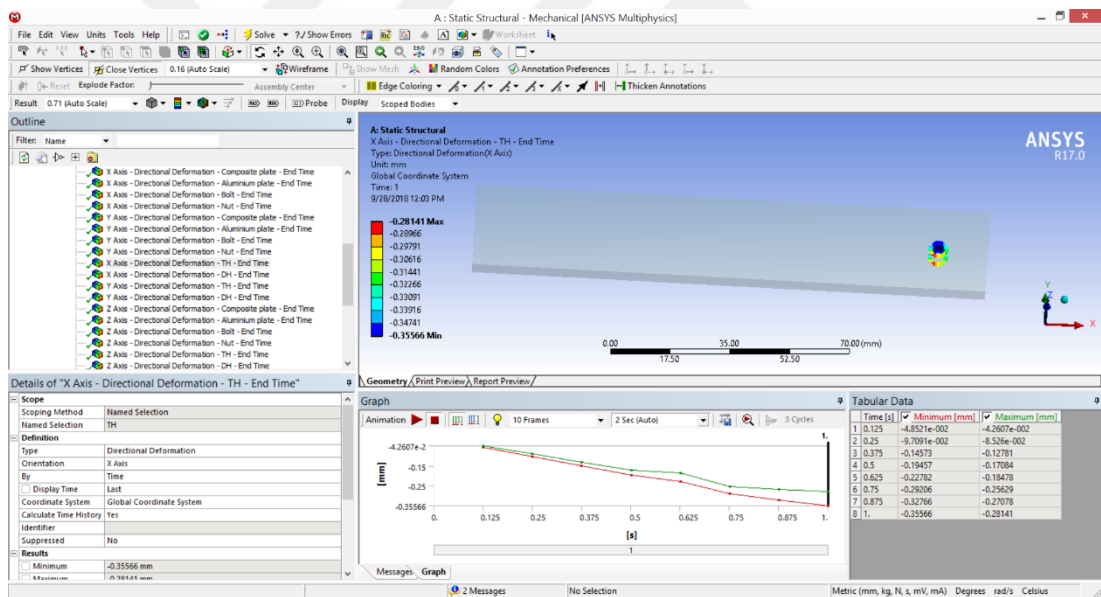 A : Static Structural - Mechanical [ANSYS Multiphysics]
File Edit View Units Tools Help Solve ?/ Show Errors Worksheet
Show Vertices Close Vertices 0.16 (Auto Scale) Wireframe Show Mesh Random Colors Annotation Preferences
Reset Explode Factor: Assembly Center Edge Coloring Thicken Annotations
Result 0.71 (Auto Scale) Probe Display Scoped Bodies
Outline
Filter: Name
X Axis - Directional Deformation - Composite plate - End Time
X Axis - Directional Deformation - Aluminium plate - End Time
X Axis - Directional Deformation - Bolt - End Time
X Axis - Directional Deformation - Nut - End Time
Y Axis - Directional Deformation - Composite plate - End Time
Y Axis - Directional Deformation - Aluminium plate - End Time
Y Axis - Directional Deformation - Bolt - End Time
Y Axis - Directional Deformation - Nut - End Time
X Axis - Directional Deformation - TH - End Time
X Axis - Directional Deformation - DH - End Time
Y Axis - Directional Deformation - TH - End Time
Y Axis - Directional Deformation - DH - End Time
Z Axis - Directional Deformation - Composite plate - End Time
Z Axis - Directional Deformation - Aluminium plate - End Time
Z Axis - Directional Deformation - Bolt - End Time
Z Axis - Directional Deformation - Nut - End Time
Z Axis - Directional Deformation - TH - End Time
Z Axis - Directional Deformation - DH - End Time
A: Static Structural
X Axis - Directional Deformation - TH - End Time
Type: Directional Deformation(X Axis)
Unit: mm
Global Coordinate System
Time: 1
9/28/2018 12:03 PM
-0.28141 Max
-0.28966
-0.29791
-0.30616
-0.31441
-0.32266
-0.33091
-0.33916
-0.34741
-0.35566 Min
ANSYS
R17.0
0.00 35.00 70.00 (mm)
17.50 52.50
Y
Z
X
Geometry Print Preview Report Preview
Details of "X Axis - Directional Deformation - TH - End Time"
Scope
Scoping Method Named Selection
Named Selection TH
Definition
Type Directional Deformation
Orientation X Axis
By Time
Display Time Last
Coordinate System Global Coordinate System
Calculate Time History Yes
Identifier
Suppressed No
Results
Minimum -0.35566 mm
Maximum -0.28141 mm
Graph
Animation 10 Frames 2 Sec (Auto) 3 Cycles
1.
-4.2607e-2
-0.15
-0.25
-0.35566
[mm]
0. 0.125 0.25 0.375 0.5 0.625 0.75 0.875 1.
[s]
1
Messages Graph
Tabular Data
Time [s] Minimum [mm] Maximum [mm]
1 0.125 -4.8521e-002 -4.2607e-002
2 0.25 -9.7091e-002 -8.526e-002
3 0.375 -0.14573 -0.12781
4 0.5 -0.19457 -0.17084
5 0.625 -0.22782 -0.18478
6 0.75 -0.29206 -0.25629
7 0.875 -0.32766 -0.27078
8 1. -0.35566 -0.28141
2 Messages No Selection Metric (mm, kg, N, s, mV, mA) Degrees rad/s Celsius